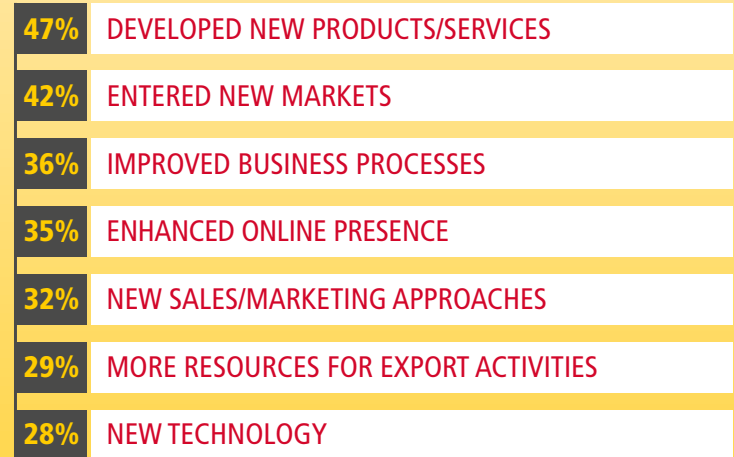 47% DEVELOPED NEW PRODUCTS/SERVICES
42% ENTERED NEW MARKETS
36% IMPROVED BUSINESS PROCESSES
35% ENHANCED ONLINE PRESENCE
32% NEW SALES/MARKETING APPROACHES
29% MORE RESOURCES FOR EXPORT ACTIVITIES
28% NEW TECHNOLOGY